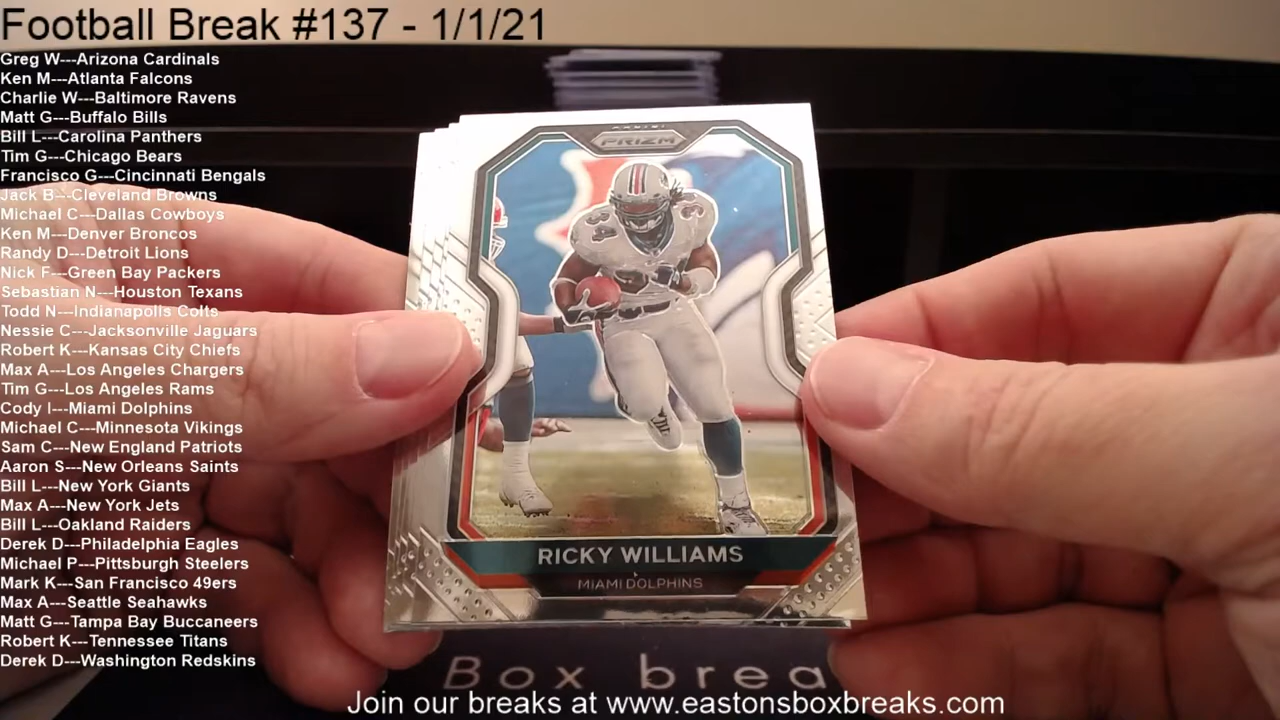 Football Break #137 - 1/1/21
Greg W---Arizona Cardinals
Ken M---Atlanta Falcons
Charlie W---Baltimore Ravens
Matt G---Buffalo Bills
Bill L---Carolina Panthers
Tim G---Chicago Bears
Francisco G---Cincinnati Bengals
Jack B---Cleveland Browns
Michael C---Dallas Cowboys
Ken M---Denver Broncos
Randy D---Detroit Lions
Nick F---Green Bay Packers
Sebastian N---Houston Texans
Todd N---Indianapolis Colts
Nessie C---Jacksonville Jaguars
Robert K---Kansas City Chiefs
Max A---Los Angeles Chargers
Tim G---Los Angeles Rams
Cody I---Miami Dolphins
Michael C---Minnesota Vikings
Sam C---New England Patriots
Aaron S---New Orleans Saints
Bill L---New York Giants
Max A---New York Jets
Bill L---Oakland Raiders
Derek D---Philadelphia Eagles
Michael P---Pittsburgh Steelers
Mark K---San Francisco 49ers
Max A---Seattle Seahawks
Matt G---Tampa Bay Buccaneers
Robert K---Tennessee Titans
Derek D---Washington Redskins
PRIZM
34
RICKY WILLIAMS
MIAMI DOLPHINS
Box brea
Join our breaks at www.eastonsboxbreaks.com